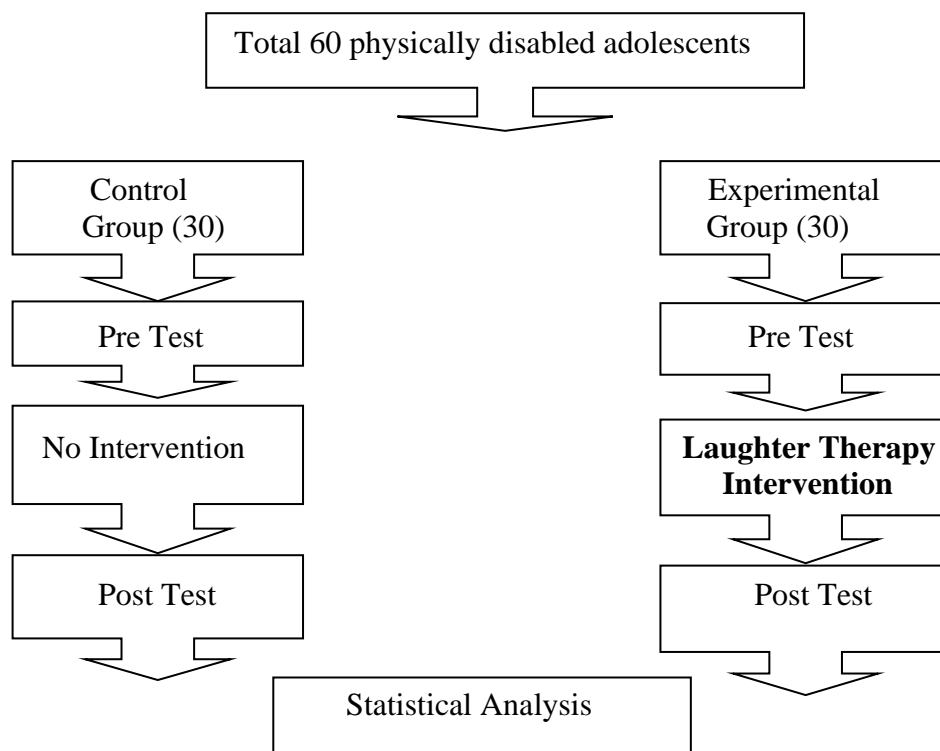 Total 60 physically disabled adolescents
Control
Group (30)
Experimental
Group (30)
Pre Test
Pre Test
No Intervention
Laughter Therapy
Intervention
Post Test
Post Test
Statistical Analysis